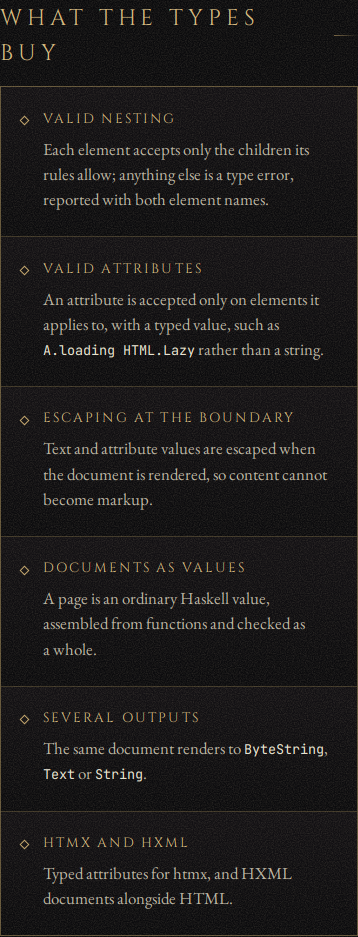 WHAT THE TYPES
BUY
VALID NESTING
Each element accepts only the children its
rules allow; anything else is a type error,
reported with both element names.
VALID ATTRIBUTES
An attribute is accepted only on elements it
applies to, with a typed value, such as
A.loading HTML.Lazy rather than a string.
ESCAPING AT THE BOUNDARY
Text and attribute values are escaped when
the document is rendered, so content cannot
become markup.
DOCUMENTS AS VALUES
A page is an ordinary Haskell value,
assembled from functions and checked as
a whole.
SEVERAL OUTPUTS
The same document renders to ByteString,
Text or String.
HTMX AND HXML
Typed attributes for htmx, and HXML
documents alongside HTML.